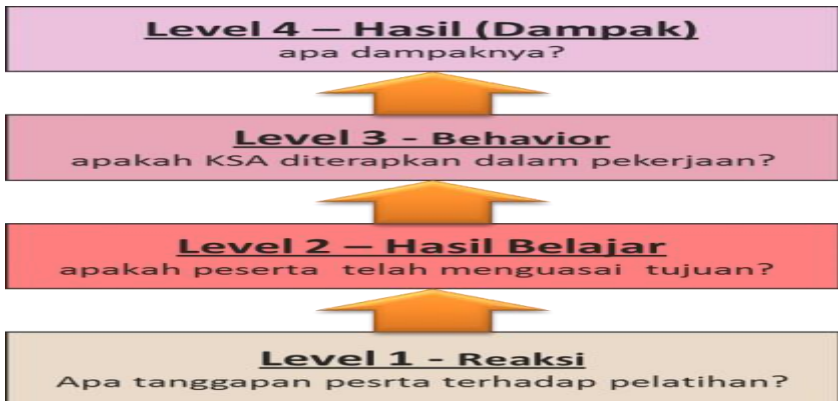 Level 4 – Hasil (Dampak)
apa dampaknya?
Level 3 - Behavior
apakah KSA diterapkan dalam pekerjaan?
Level 2 – Hasil Belajar
apakah peserta telah menguasai tujuan?
Level 1 - Reaksi
Apa tanggapan pesrta terhadap pelatihan?